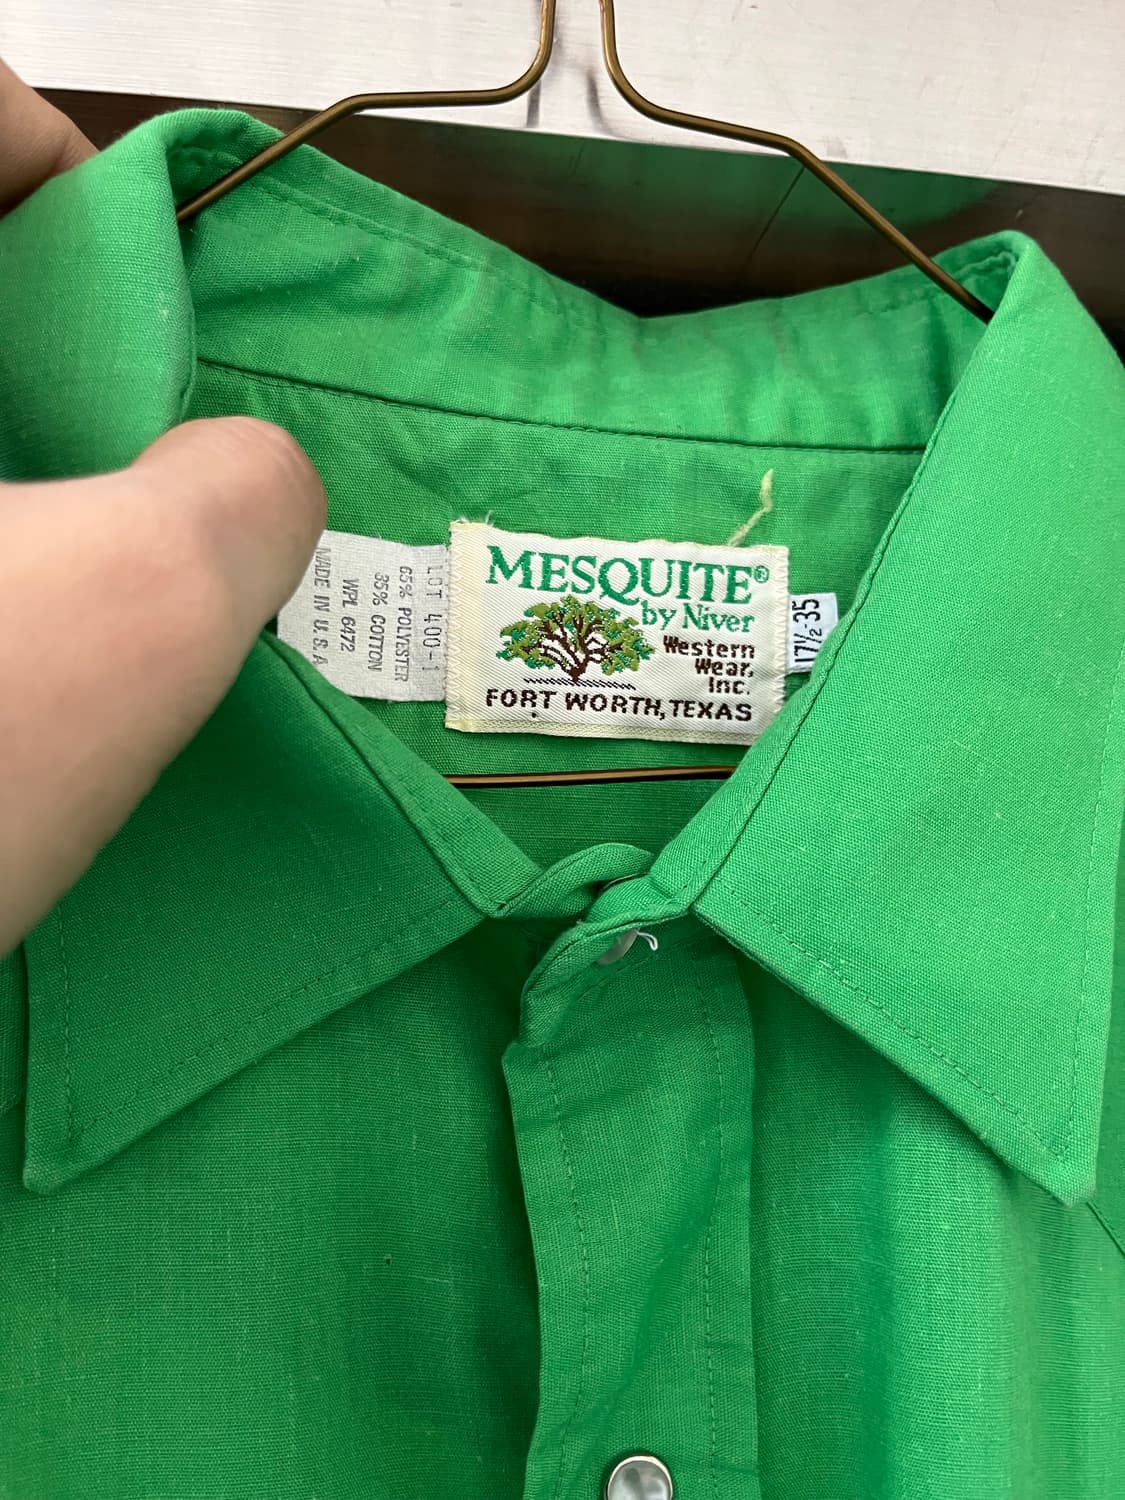 LOT 400-1
65% POLYESTER
35% COTTON
WPL 6472
MADE IN U.S.A
MESQUITE®
by Niver
Western
Wear,
Inc.
FORT WORTH, TEXAS
17½-35